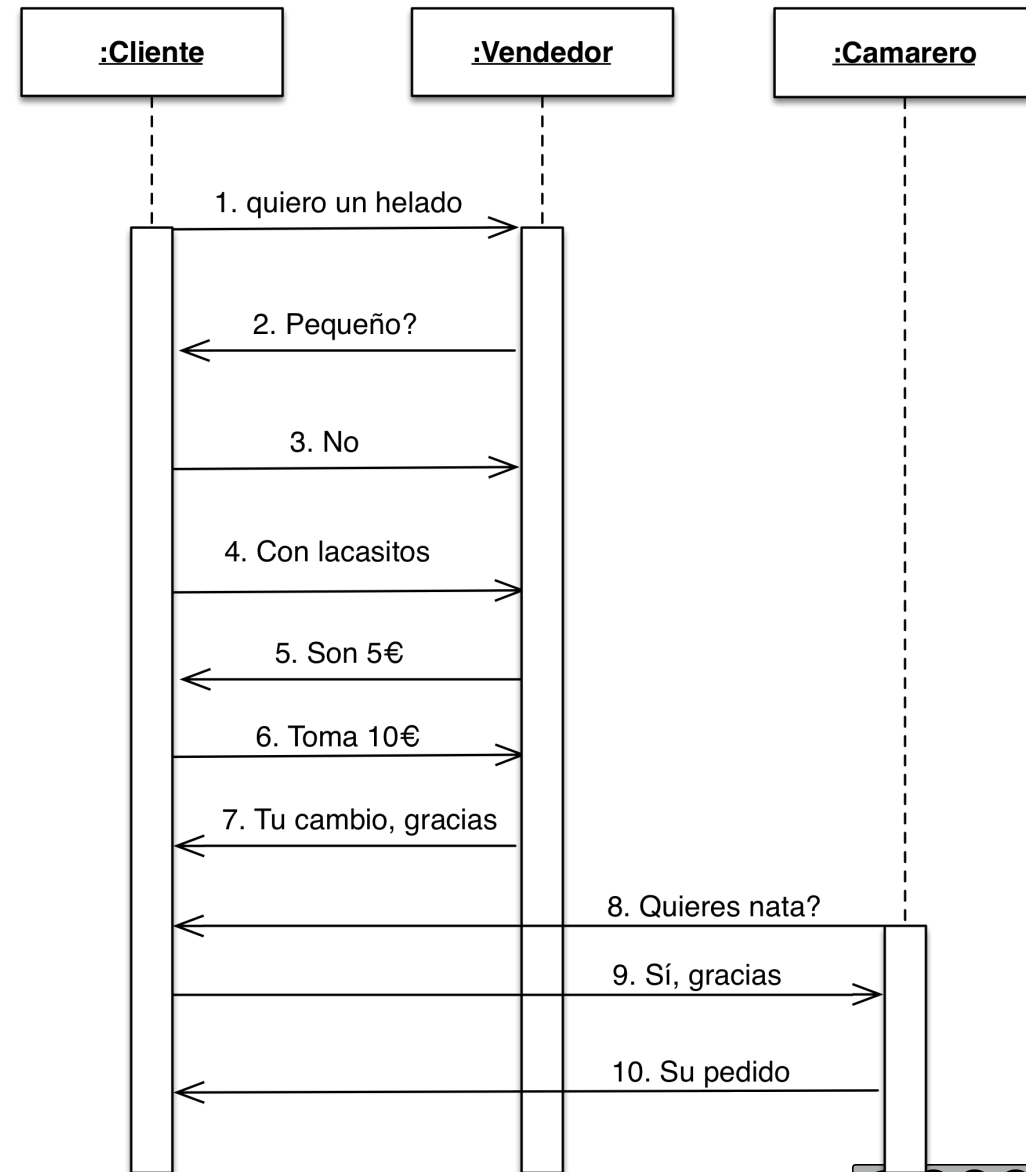 :Cliente
:Vendedor
:Camarero
1. quiero un helado
2. Pequeño?
3. No
4. Con lacasitos
5. Son 5€
6. Toma 10€
7. Tu cambio, gracias
8. Quieres nata?
9. Sí, gracias
10. Su pedido